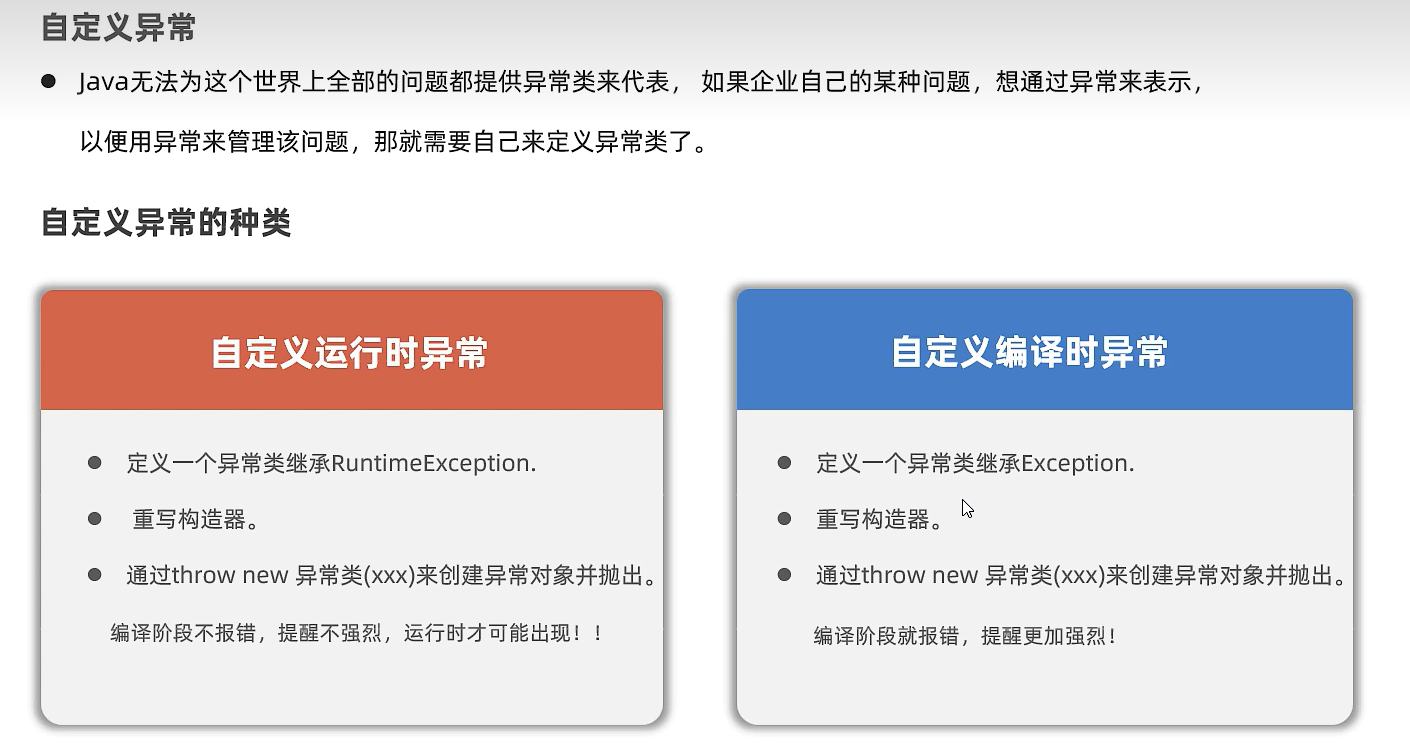 自定义异常
● Java无法为这个世界上全部的问题都提供异常类来代表， 如果企业自己的某种问题，想通过异常来表示，
以便用异常来管理该问题，那就需要自己来定义异常类了。
自定义异常的种类
自定义运行时异常
● 定义一个异常类继承RuntimeException.
● 重写构造器。
● 通过throw new 异常类(xxx)来创建异常对象并抛出。
编译阶段不报错，提醒不强烈，运行时才可能出现！！
自定义编译时异常
● 定义一个异常类继承Exception.
● 重写构造器。
● 通过throw new 异常类(xxx)来创建异常对象并抛出。
编译阶段就报错，提醒更加强烈！